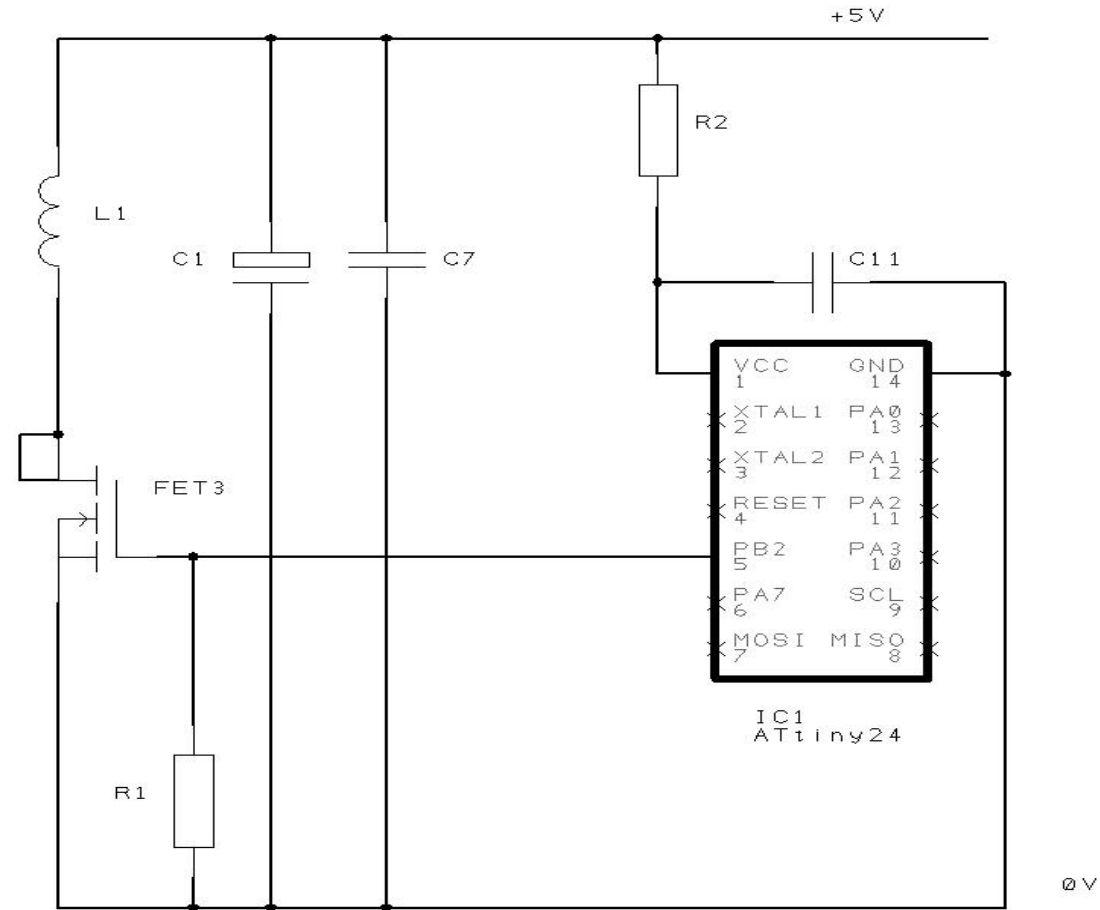 +5V
R2
L1
C1
C7
C11
VCC GND
1 14
XTAL1 PA0
2 13
XTAL2 PA1
3 12
FET3
RESET PA2
4 11
PB2 PA3
5 10
PA7 SCL
6 9
MOSI MISO
7 8
IC1
ATtiny24
R1
0V